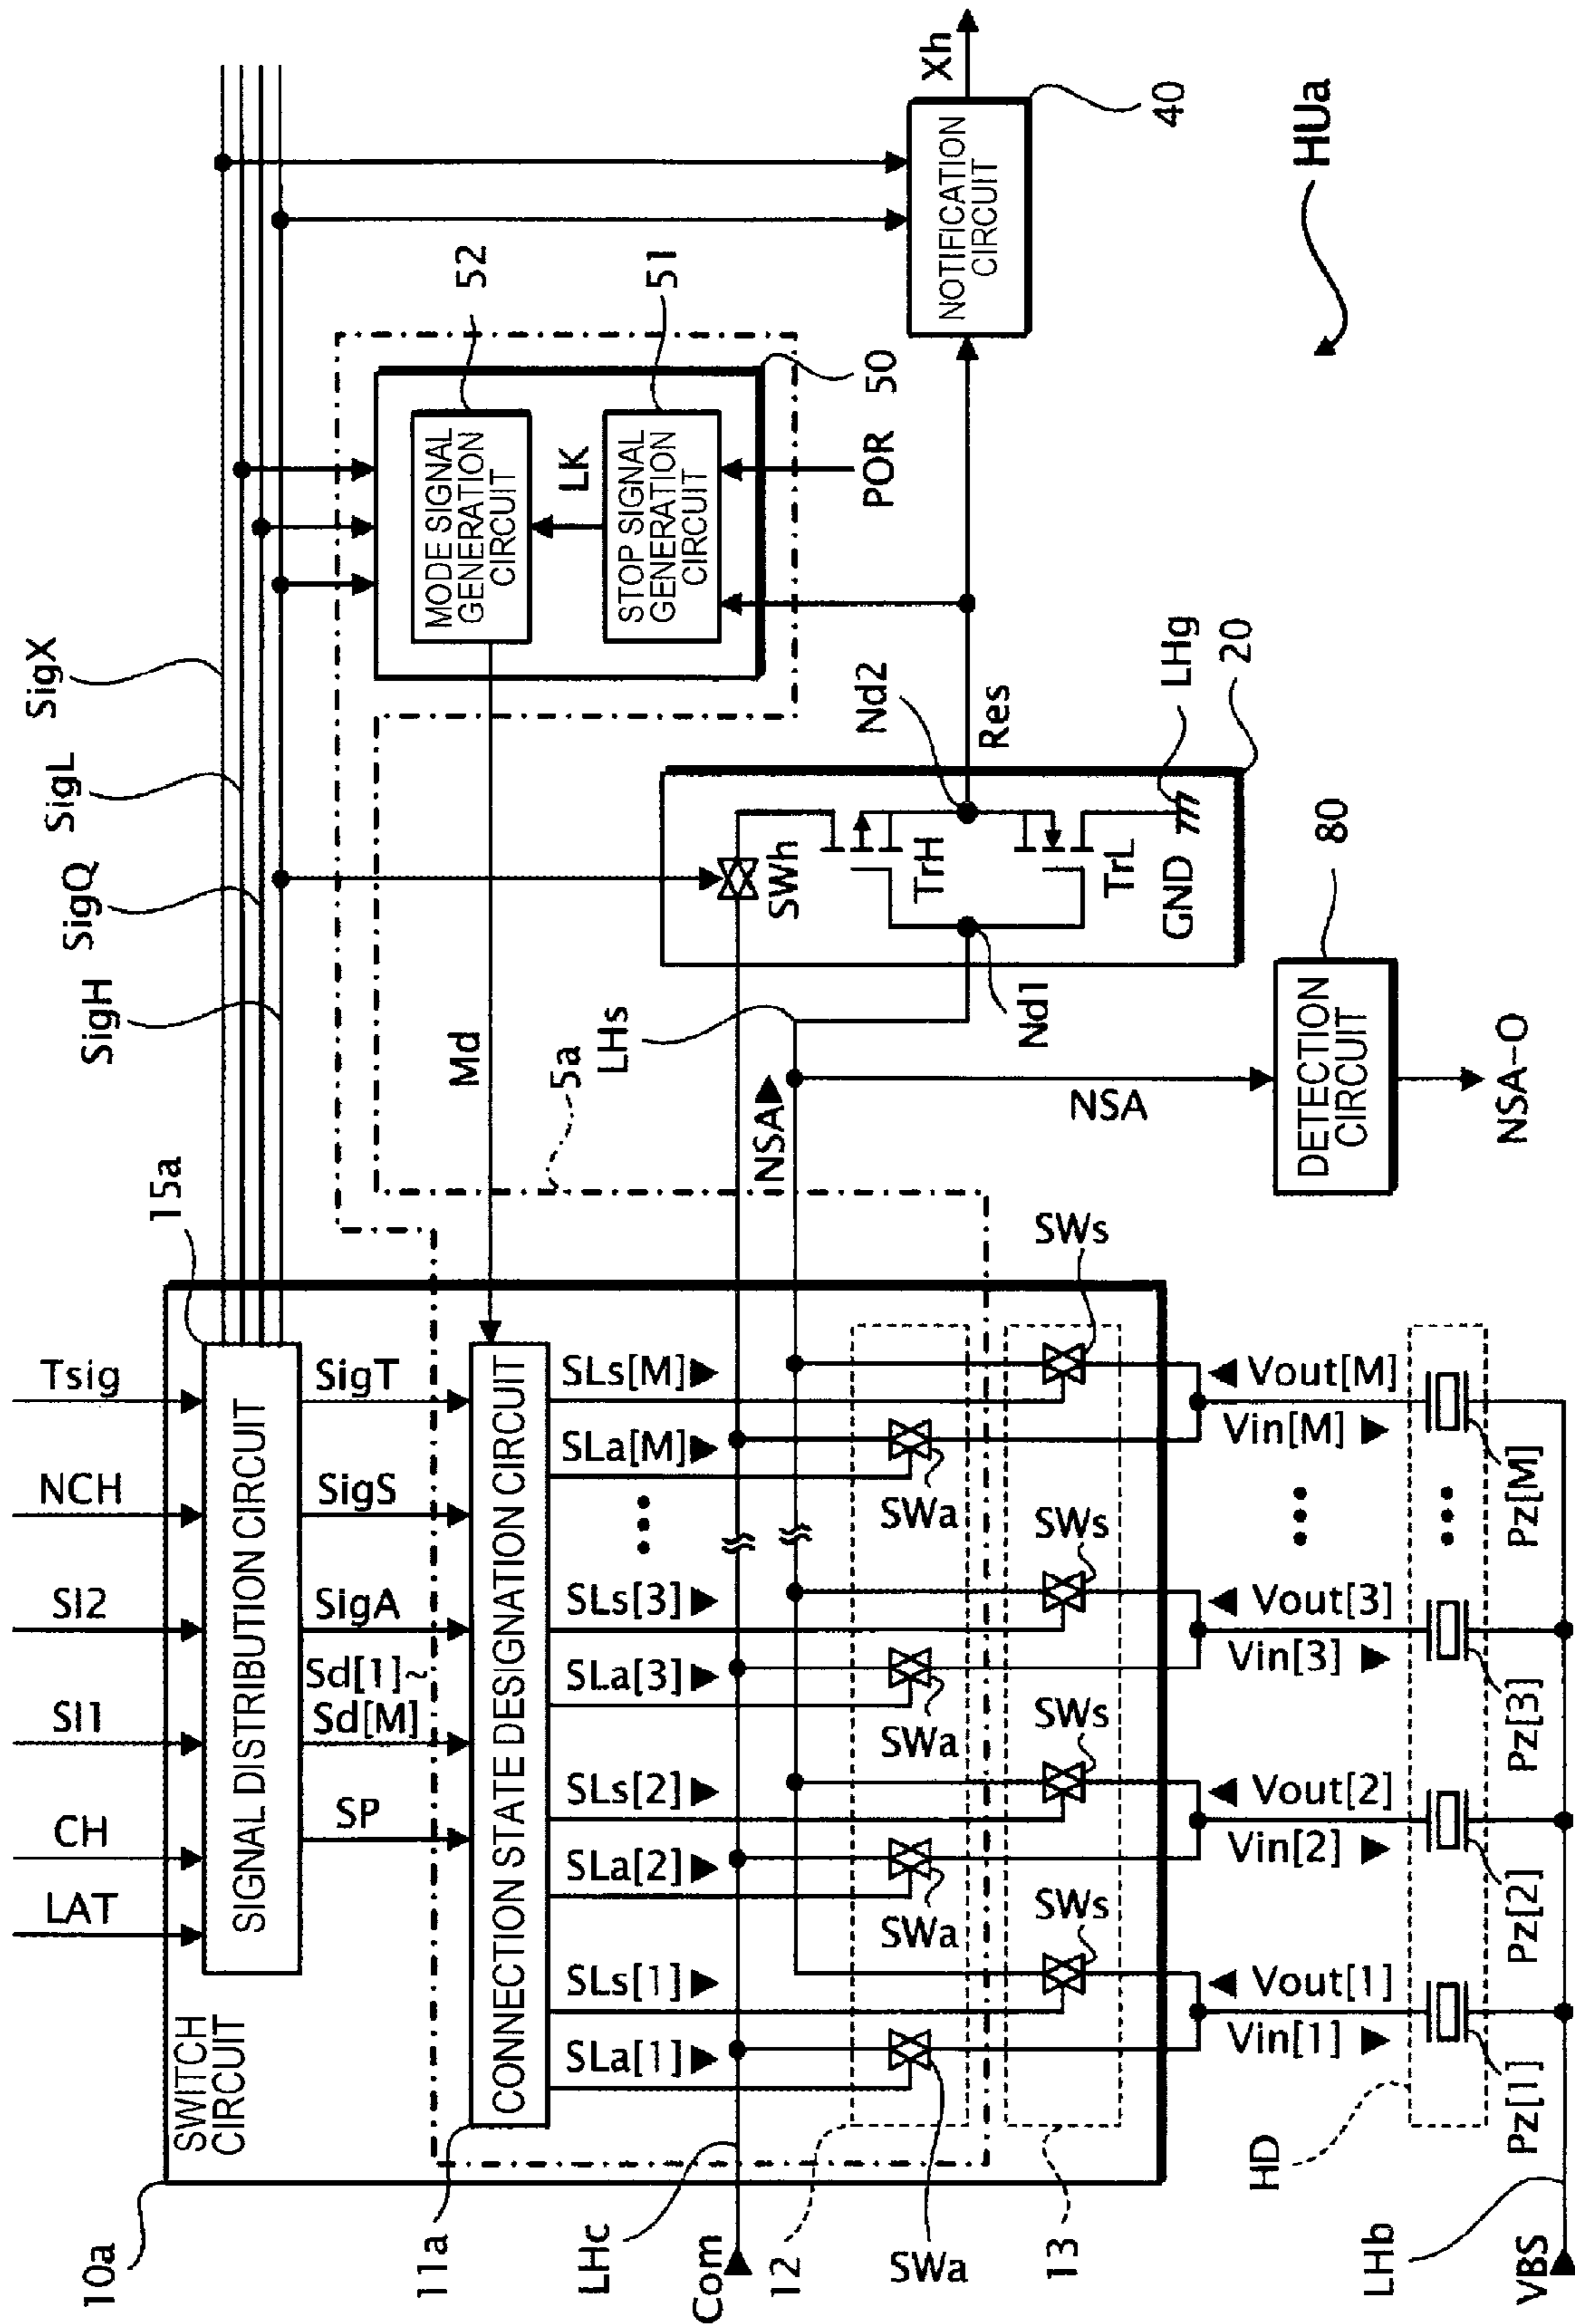 LAT
CH
SI1
SI2
NCH
Tsig
10a
SWITCH
CIRCUIT
15a
SIGNAL DISTRIBUTION CIRCUIT
SigH
SigQ
SigL
SigX
SP
Sd[1]~
Sd[M]
SigA
SigS
SigT
11a
CONNECTION STATE DESIGNATION CIRCUIT
Md
52
MODE SIGNAL
GENERATION
CIRCUIT
LK
51
STOP SIGNAL
GENERATION
CIRCUIT
50
POR
SLa[1]
SLs[1]
SLa[2]
SLs[2]
SLa[3]
SLs[3]
SLa[M]
SLs[M]
5a
LHc
Com
LHs
NSA
12
SWa
SWa
SWa
SWa
13
SWs
SWs
SWs
SWs
SWh
TrH
TrL
GND
LHg
20
Nd1
Nd2
Res
NOTIFICATION
CIRCUIT
40
Xh
NSA
80
DETECTION
CIRCUIT
NSA-O
Vin[1]
Vout[1]
Vin[2]
Vout[2]
Vin[3]
Vout[3]
Vin[M]
Vout[M]
HD
Pz[1]
Pz[2]
Pz[3]
Pz[M]
LHb
VBS
HUa